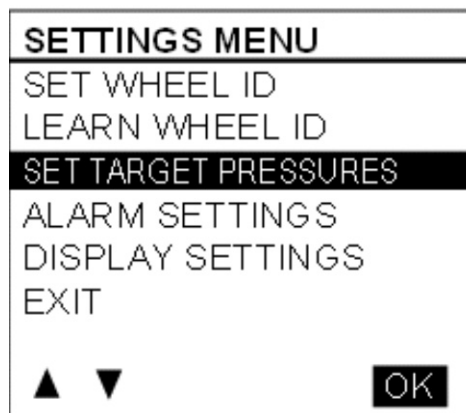 SETTINGS MENU
SET WHEEL ID
LEARN WHEEL ID
SET TARGET PRESSURES
ALARM SETTINGS
DISPLAY SETTINGS
EXIT
▲ ▼ OK